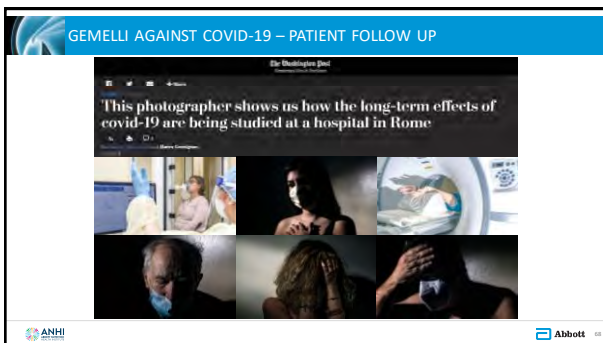 GEMELLI AGAINST COVID-19 – PATIENT FOLLOW UP
The Washington Post
This photographer shows us how the long-term effects of
covid-19 are being studied at a hospital in Rome
ANHI
Abbott
68